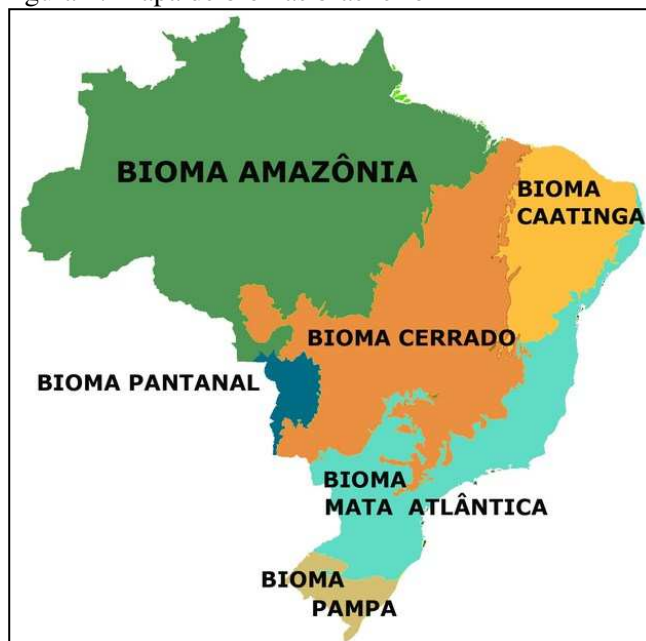 BIOMA AMAZÔNIA
BIOMA
CAATINGA
BIOMA CERRADO
BIOMA PANTANAL
BIOMA
MATA ATLÂNTICA
BIOMA
PAMPA